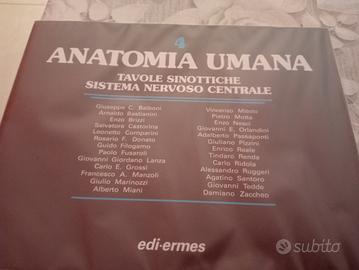 4
ANATOMIA UMANA
TAVOLE SINOTTICHE
SISTEMA NERVOSO CENTRALE
Giuseppe C. Balboni
Arnaldo Bastianini
Enzo Brizzi
Salvatore Castorina
Leonetto Comparini
Rosario F. Donato
Guido Filogamo
Paolo Fusaroli
Giovanni Giordano Lanza
Carlo E. Grossi
Francesco A. Manzoli
Giulio Marinozzi
Alberto Miani
Vincenzo Mitolo
Pietro Motta
Enzo Nesci
Giovanni E. Orlandini
Adalberto Passaponti
Giuliano Pizzini
Enrico Reale
Tindaro Renda
Carlo Ridola
Alessandro Ruggeri
Agatino Santoro
Giovanni Tedde
Damiano Zaccheo
edi·ermes
subito